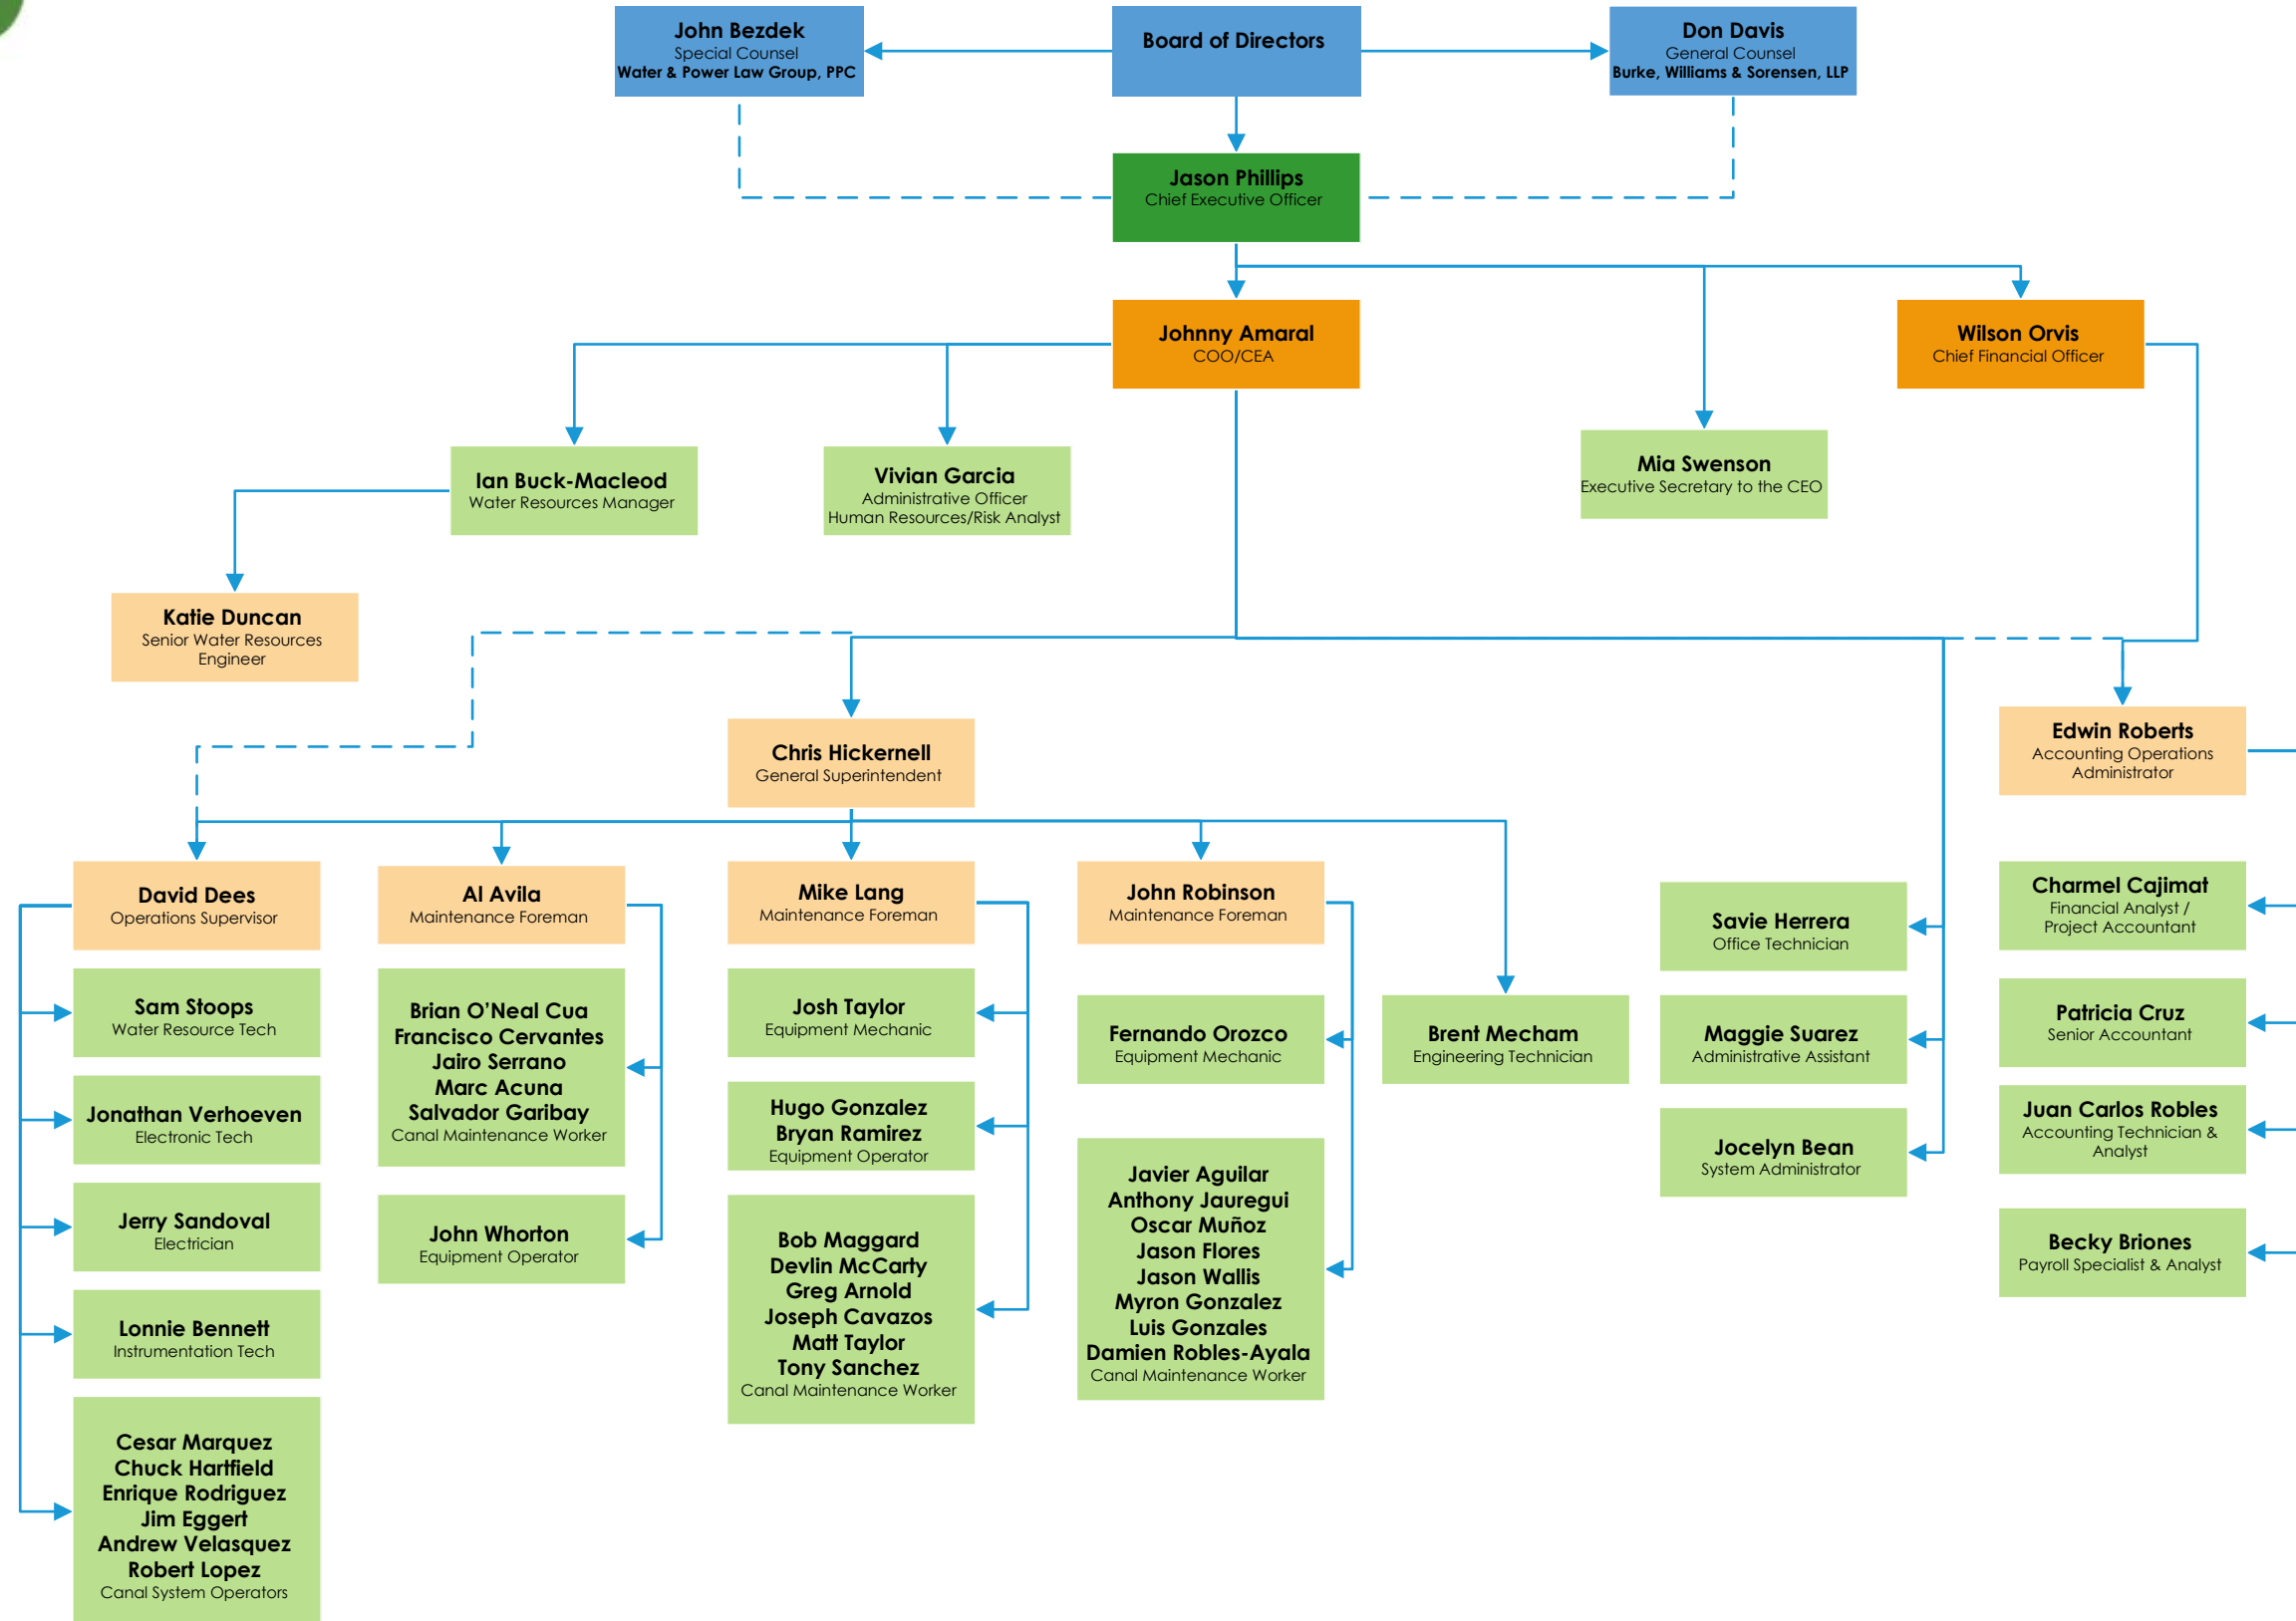 John Bezdek
Special Counsel
Water & Power Law Group, PPC
Board of Directors
Don Davis
General Counsel
Burke, Williams & Sorensen, LLP
Jason Phillips
Chief Executive Officer
Johnny Amaral
COO/CEA
Wilson Orvis
Chief Financial Officer
Ian Buck-Macleod
Water Resources Manager
Vivian Garcia
Administrative Officer
Human Resources/Risk Analyst
Mia Swenson
Executive Secretary to the CEO
Katie Duncan
Senior Water Resources
Engineer
Chris Hickernell
General Superintendent
Edwin Roberts
Accounting Operations
Administrator
David Dees
Operations Supervisor
Sam Stoops
Water Resource Tech
Jonathan Verhoeven
Electronic Tech
Jerry Sandoval
Electrician
Lonnie Bennett
Instrumentation Tech
Cesar Marquez
Chuck Hartfield
Enrique Rodriguez
Jim Eggert
Andrew Velasquez
Robert Lopez
Canal System Operators
Al Avila
Maintenance Foreman
Brian O’Neal Cua
Francisco Cervantes
Jairo Serrano
Marc Acuna
Salvador Garibay
Canal Maintenance Worker
John Whorton
Equipment Operator
Mike Lang
Maintenance Foreman
Josh Taylor
Equipment Mechanic
Hugo Gonzalez
Bryan Ramirez
Equipment Operator
Bob Maggard
Devlin McCarty
Greg Arnold
Joseph Cavazos
Matt Taylor
Tony Sanchez
Canal Maintenance Worker
John Robinson
Maintenance Foreman
Fernando Orozco
Equipment Mechanic
Javier Aguilar
Anthony Jauregui
Oscar Muñoz
Jason Flores
Jason Wallis
Myron Gonzalez
Luis Gonzales
Damien Robles-Ayala
Canal Maintenance Worker
Brent Mecham
Engineering Technician
Savie Herrera
Office Technician
Maggie Suarez
Administrative Assistant
Jocelyn Bean
System Administrator
Charmel Cajimat
Financial Analyst /
Project Accountant
Patricia Cruz
Senior Accountant
Juan Carlos Robles
Accounting Technician &
Analyst
Becky Briones
Payroll Specialist & Analyst